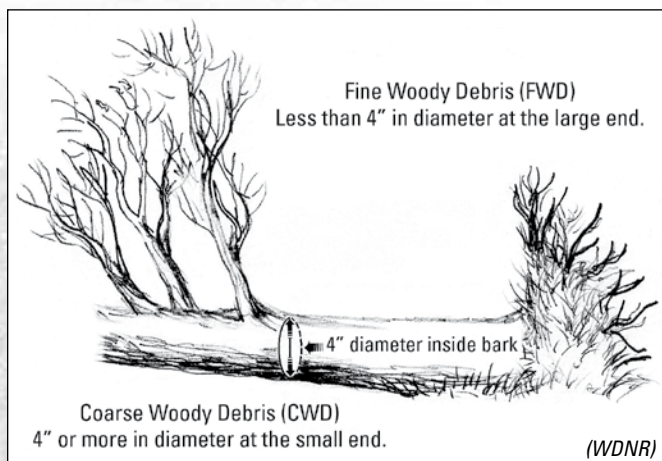 Fine Woody Debris (FWD)
Less than 4” in diameter at the large end.
4” diameter inside bark
Coarse Woody Debris (CWD)
4” or more in diameter at the small end.
(WDNR)